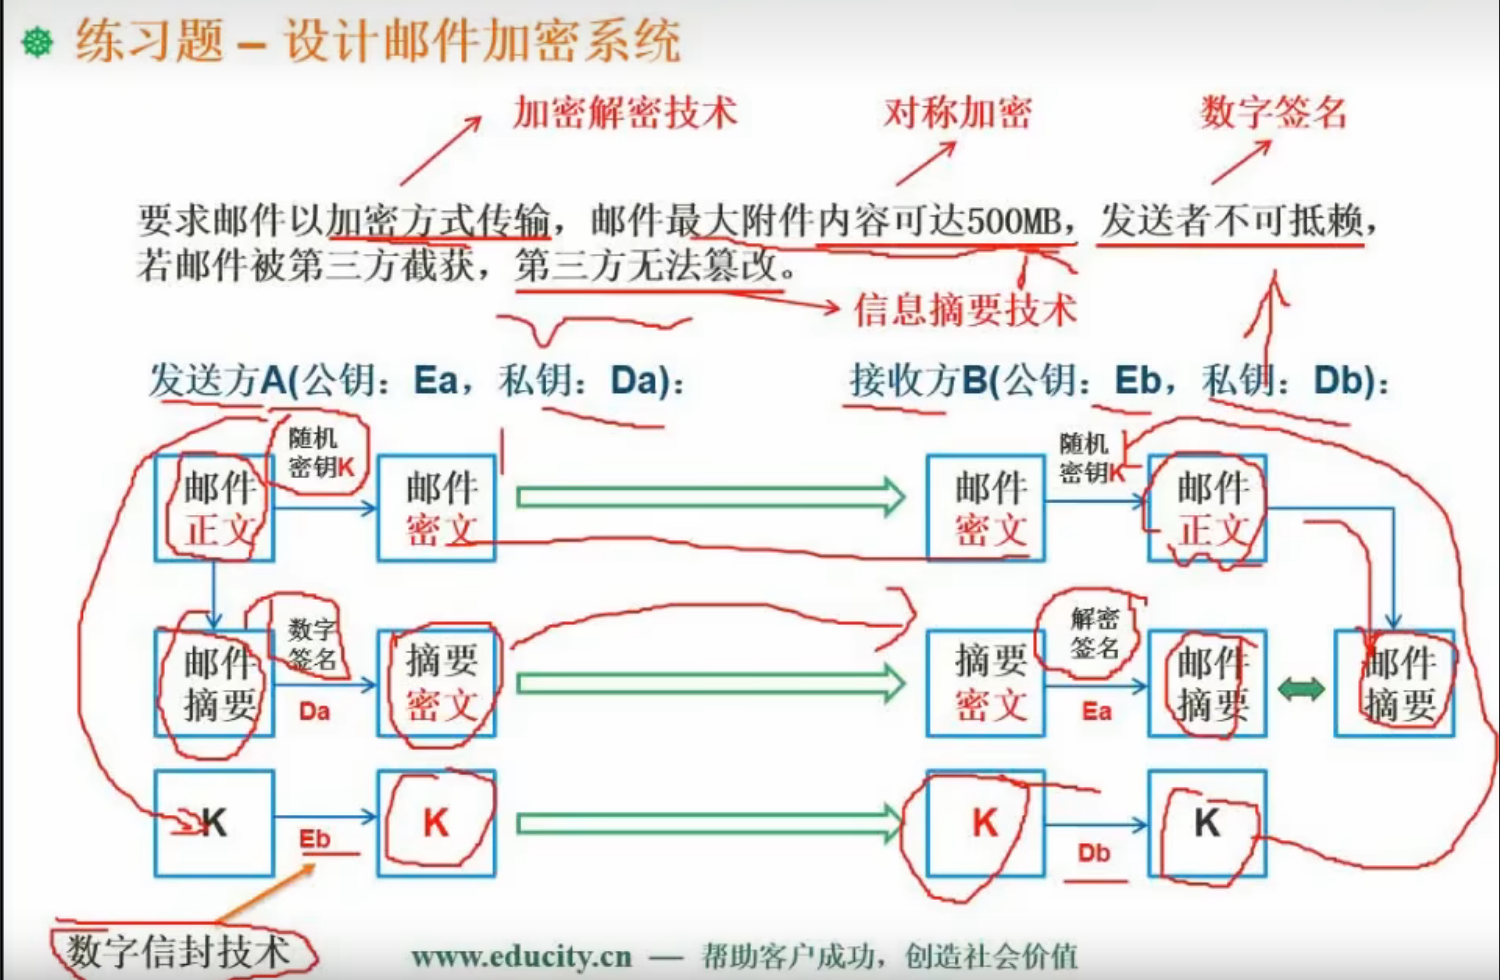 练习题 – 设计邮件加密系统
加密解密技术
对称加密
数字签名
要求邮件以加密方式传输，邮件最大附件内容可达500MB，发送者不可抵赖，
若邮件被第三方截获，第三方无法篡改。
信息摘要技术
发送方A(公钥：Ea，私钥：Da)：
接收方B(公钥：Eb，私钥：Db)：
邮件
正文
随机
密钥K
邮件
密文
邮件
密文
随机
密钥K
邮件
正文
邮件
摘要
数字
签名
Da
摘要
密文
摘要
密文
解密
签名
Ea
邮件
摘要
邮件
摘要
K
Eb
K
K
Db
K
数字信封技术
www.educity.cn — 帮助客户成功，创造社会价值